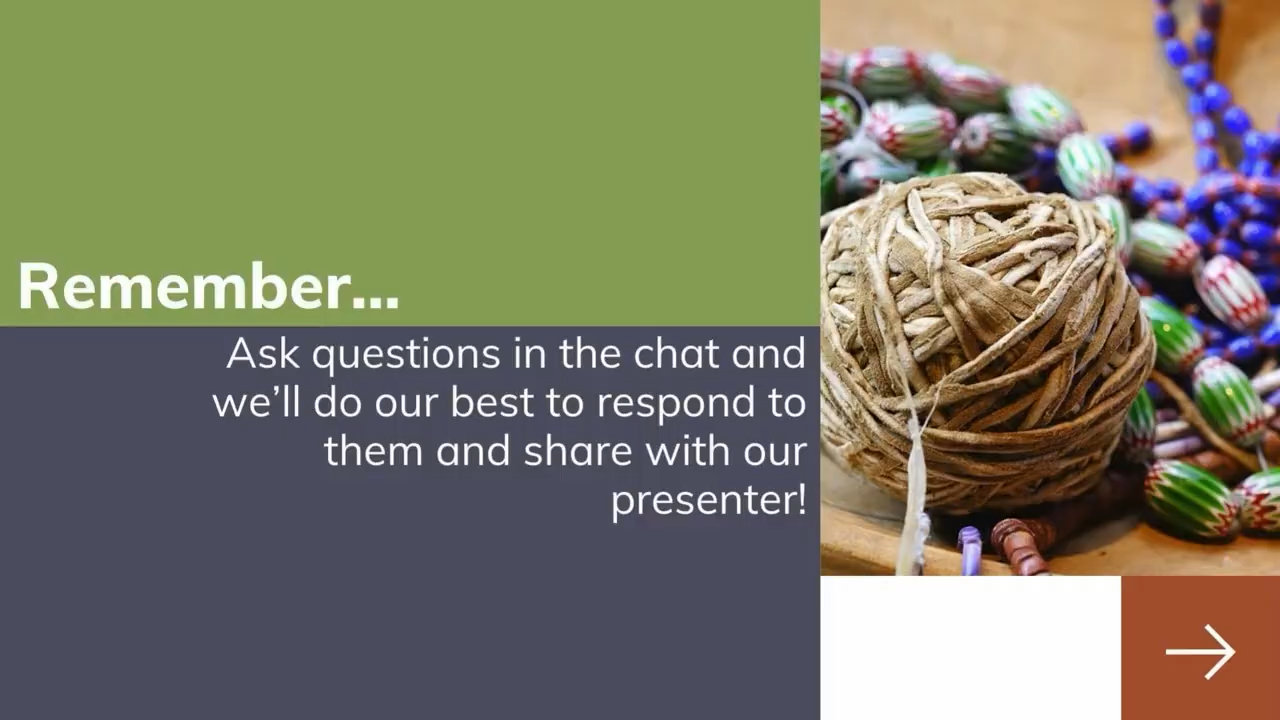 Remember...
Ask questions in the chat and
we’ll do our best to respond to
them and share with our
presenter!